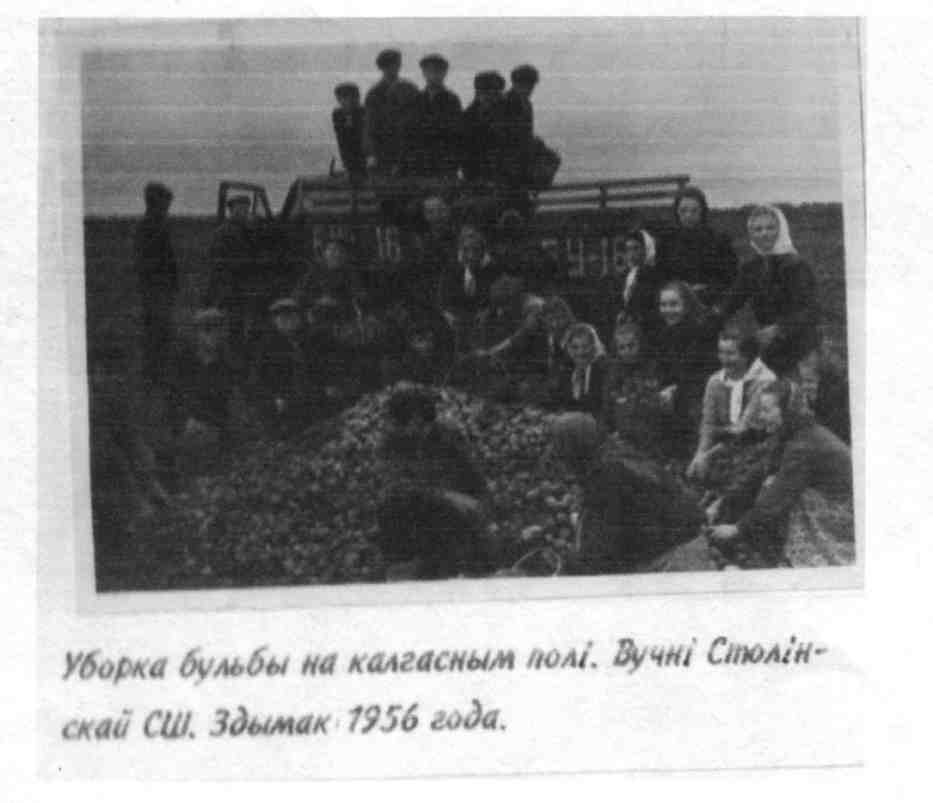 Уборка бульбы на калгасным полі. Вучні Столін-
скай СШ. Здымак 1956 года.